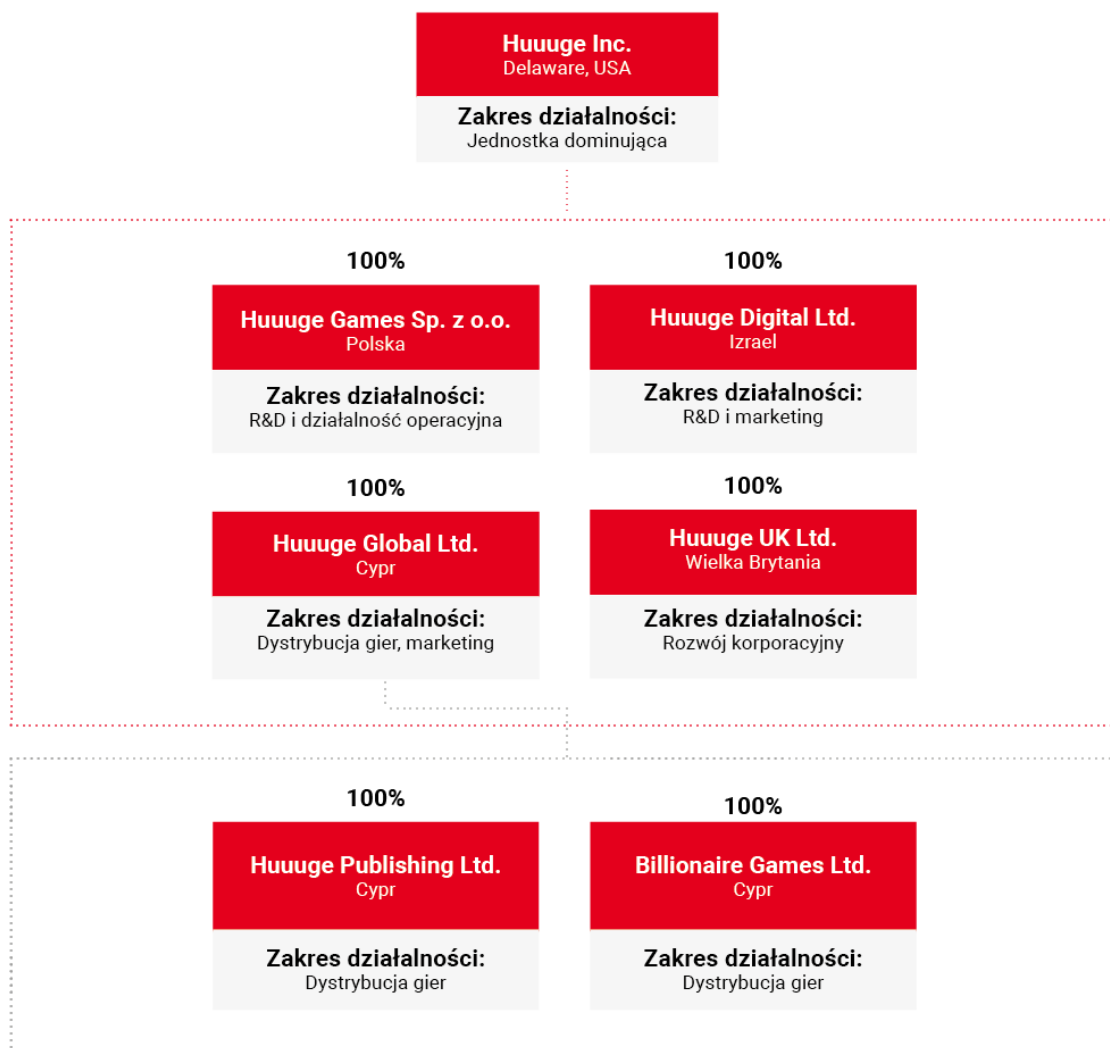 Huuuge Inc.
Delaware, USA
Zakres działalności:
Jednostka dominująca
100%
Huuuge Games Sp. z o.o.
Polska
Zakres działalności:
R&D i działalność operacyjna
100%
Huuuge Digital Ltd.
Izrael
Zakres działalności:
R&D i marketing
100%
Huuuge Global Ltd.
Cypr
Zakres działalności:
Dystrybucja gier, marketing
100%
Huuuge UK Ltd.
Wielka Brytania
Zakres działalności:
Rozwój korporacyjny
100%
Huuuge Publishing Ltd.
Cypr
Zakres działalności:
Dystrybucja gier
100%
Billionaire Games Ltd.
Cypr
Zakres działalności:
Dystrybucja gier